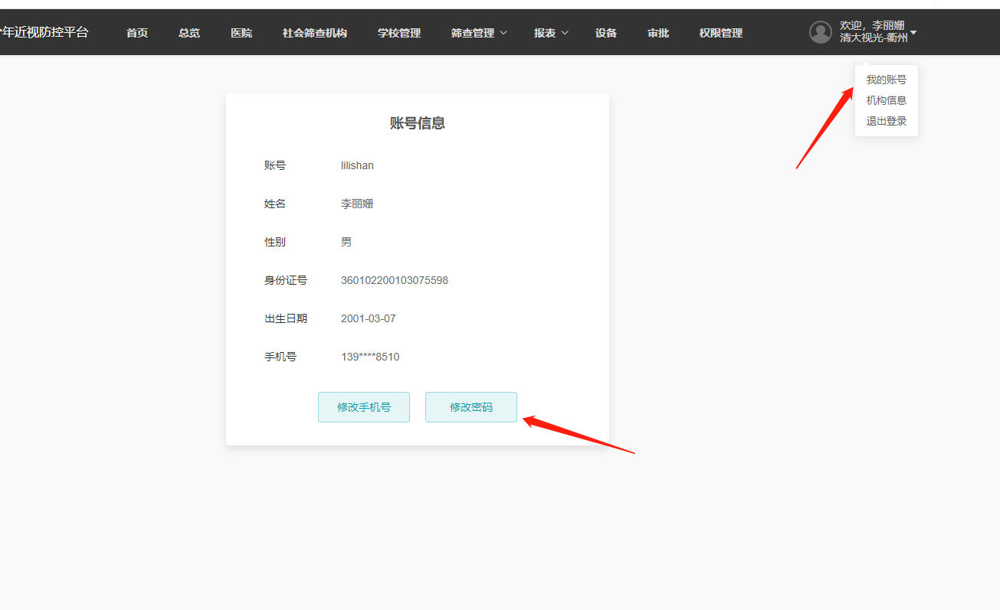 年近视防控平台 首页 总览 医院 社会筛查机构 学校管理 筛查管理 报表 设备 审批 权限管理
欢迎，李丽姗
清大视光-衢州
我的账号
机构信息
退出登录
账号信息
账号 lilishan
姓名 李丽姗
性别 男
身份证号 360102200103075598
出生日期 2001-03-07
手机号 139****8510
修改手机号 修改密码